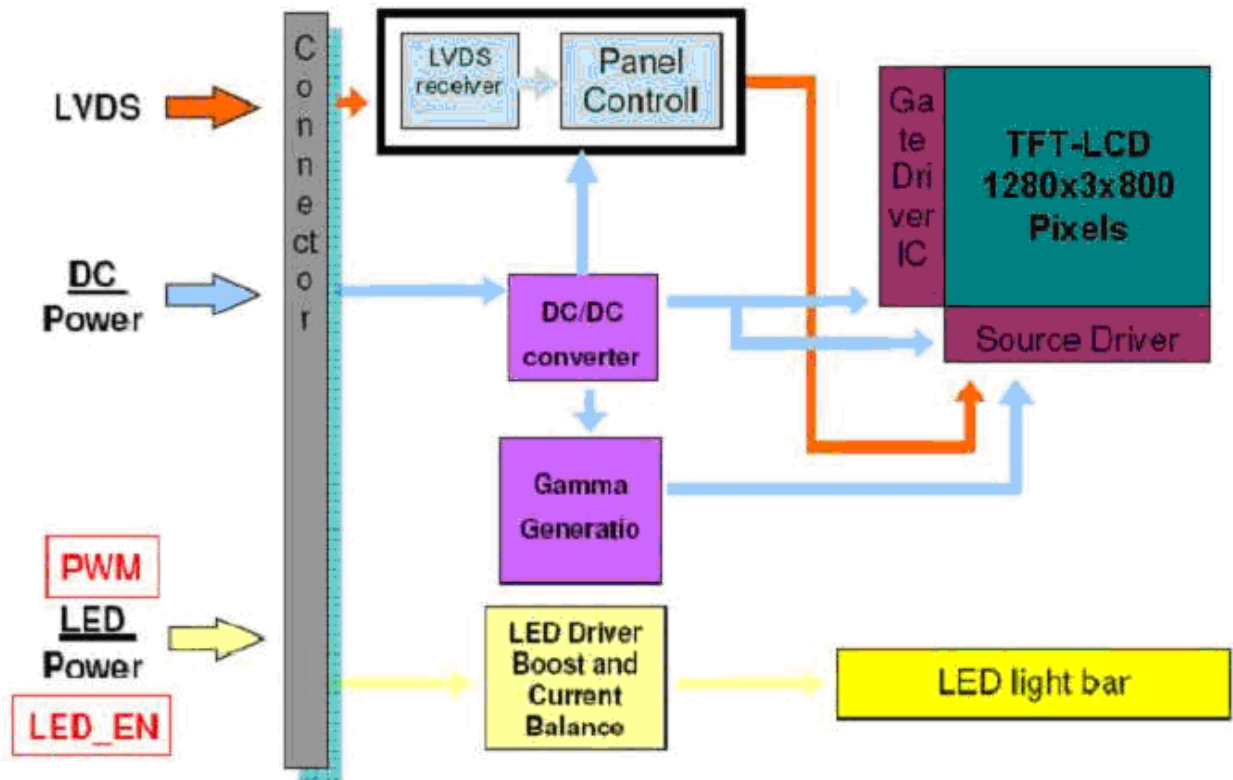 LVDS
DC
Power
PWM
LED
Power
LED_EN
Connector
LVDS
receiver
Panel
Controll
DC/DC
converter
Gamma
Generatio
LED Driver
Boost and
Current
Balance
Ga
te
Dri
ver
IC
TFT-LCD
1280x3x800
Pixels
Source Driver
LED light bar